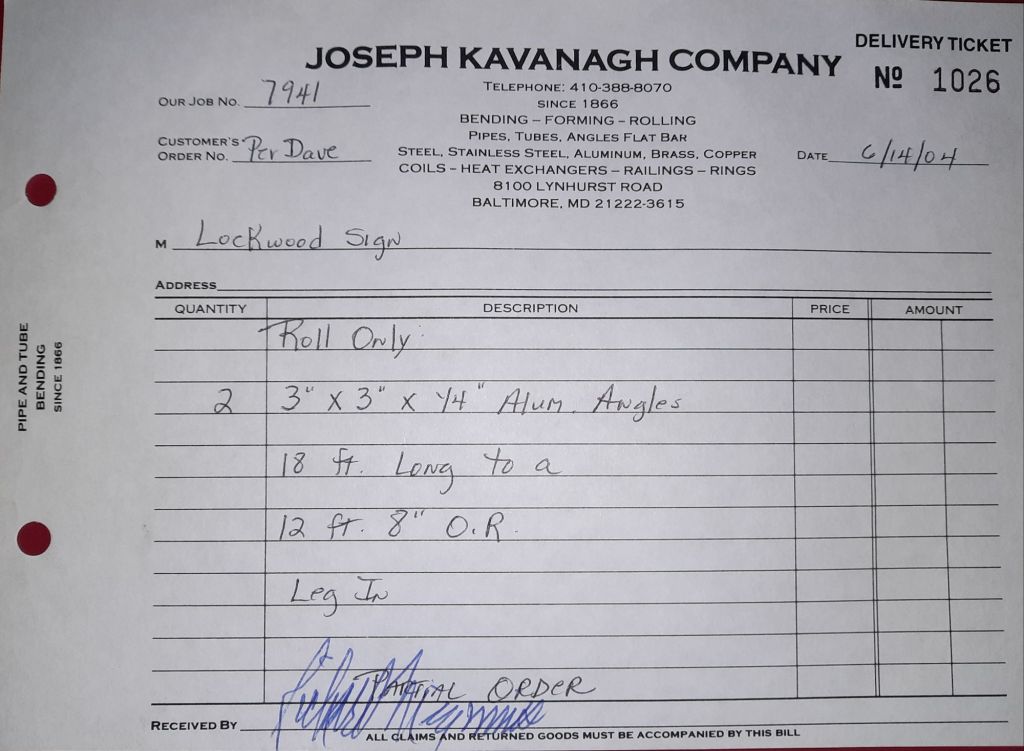 DELIVERY TICKET
JOSEPH KAVANAGH COMPANY
Nº 1026
TELEPHONE: 410-388-8070
OUR JOB NO. 7941
SINCE 1866
BENDING – FORMING – ROLLING
PIPES, TUBES, ANGLES FLAT BAR
CUSTOMER'S
ORDER NO. Per Dave
STEEL, STAINLESS STEEL, ALUMINUM, BRASS, COPPER
DATE 6/14/04
COILS – HEAT EXCHANGERS – RAILINGS – RINGS
8100 LYNHURST ROAD
BALTIMORE, MD 21222-3615
M Lockwood Sign
ADDRESS
QUANTITY DESCRIPTION PRICE AMOUNT
Roll Only
2 3" x 3" x 1/4" Alum. Angles
18 ft. Long to a
12 ft. 8" O.R.
Leg In
PARTIAL ORDER
RECEIVED BY
ALL CLAIMS AND RETURNED GOODS MUST BE ACCOMPANIED BY THIS BILL
PIPE AND TUBE
BENDING
SINCE 1866